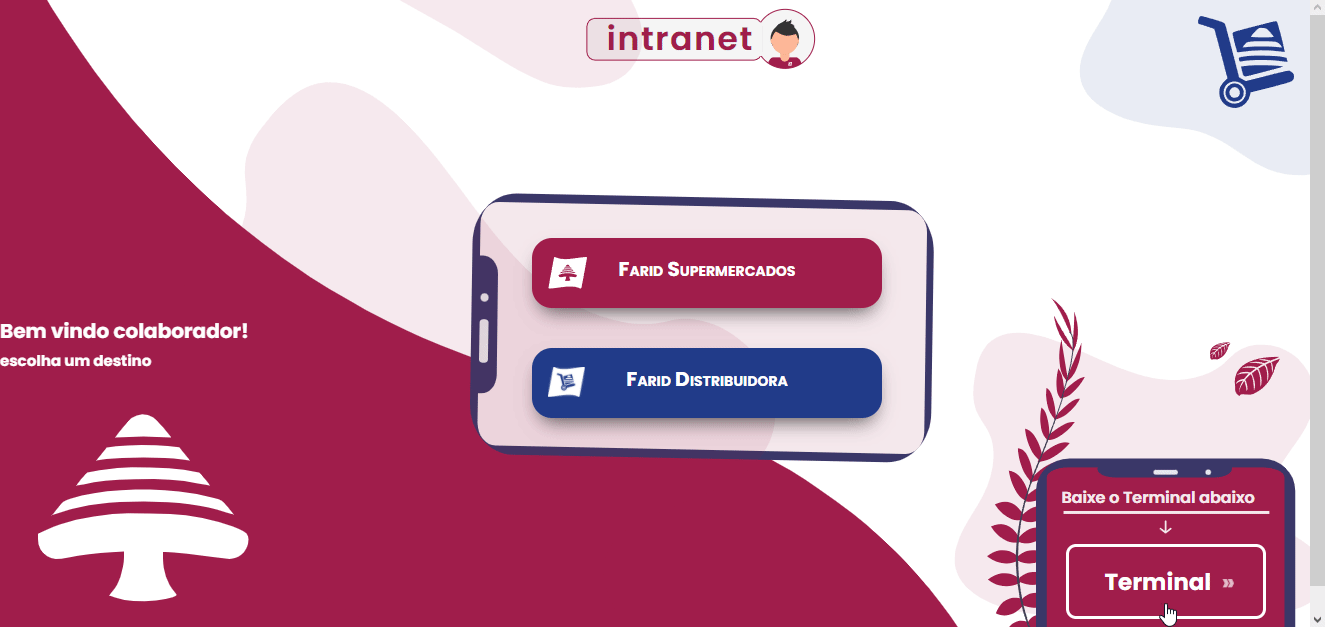 intranet
Farid Supermercados
Farid Distribuidora
Bem vindo colaborador!
escolha um destino
Baixe o Terminal abaixo
Terminal »